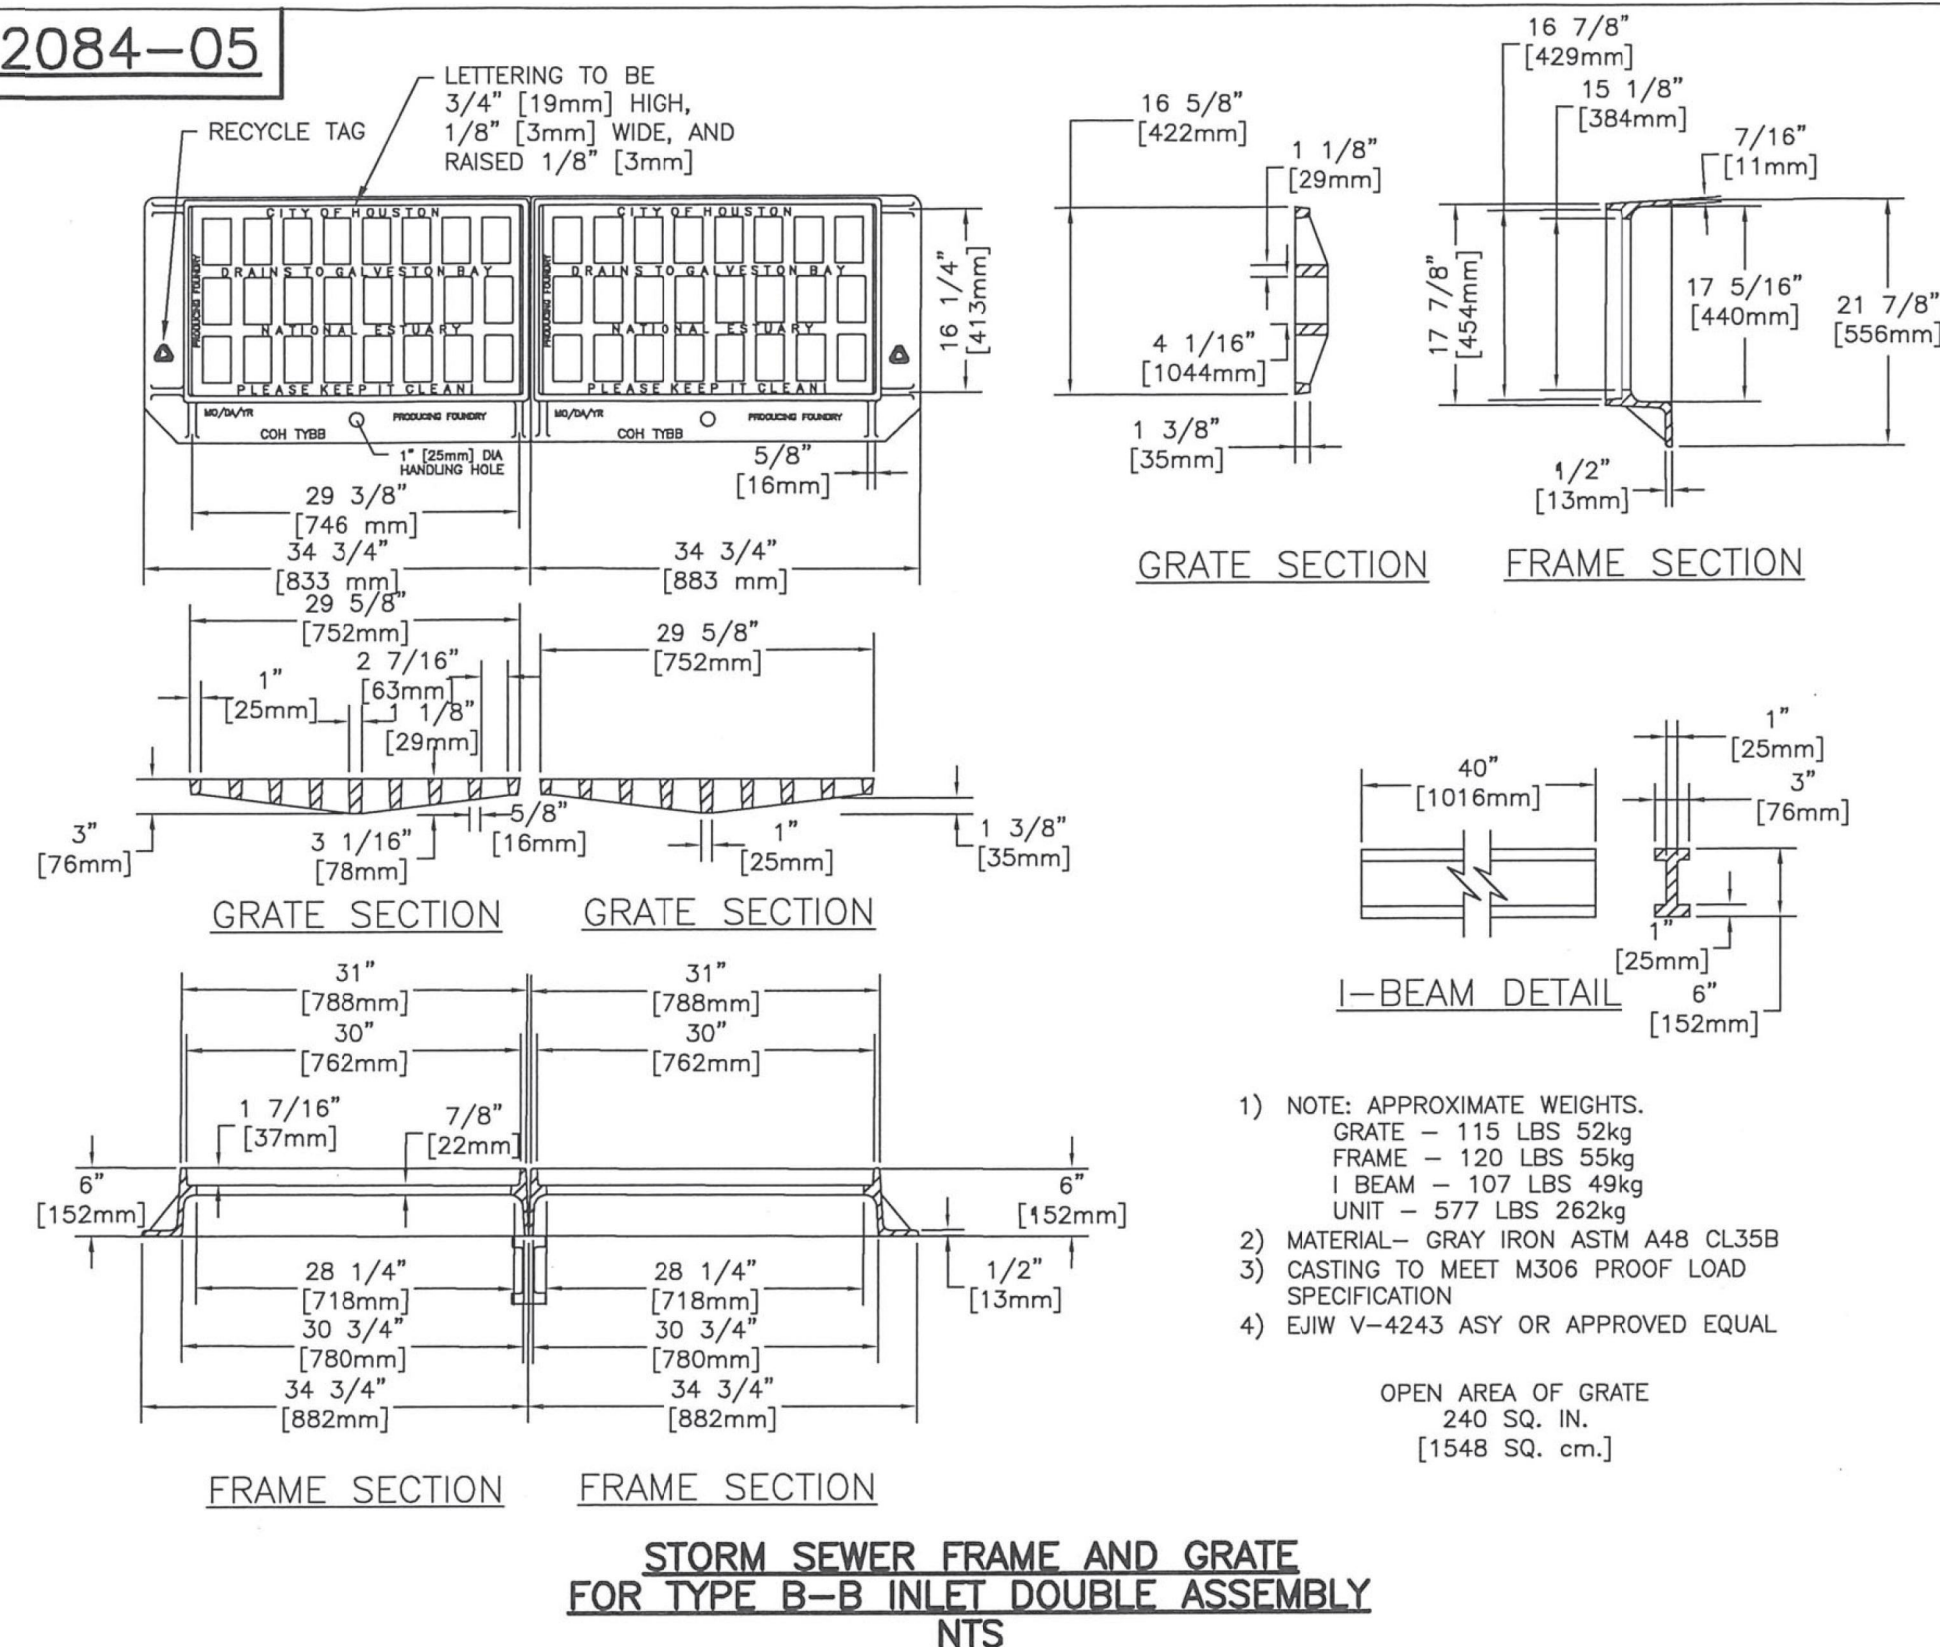 2084-05
LETTERING TO BE
3/4" [19mm] HIGH,
1/8" [3mm] WIDE, AND
RAISED 1/8" [3mm]
RECYCLE TAG
CITY OF HOUSTON
DRAINS TO GALVESTON BAY
NATIONAL ESTUARY
PLEASE KEEP IT CLEAN!
PRODUCING FOUNDRY
MO/DA/YR
PRODUCING FOUNDRY
COH TYBB
1" [25mm] DIA
HANDLING HOLE
CITY OF HOUSTON
DRAINS TO GALVESTON BAY
NATIONAL ESTUARY
PLEASE KEEP IT CLEAN!
PRODUCING FOUNDRY
MO/DA/YR
PRODUCING FOUNDRY
COH TYBB
16 1/4"
[413mm]
5/8"
[16mm]
29 3/8"
[746 mm]
34 3/4"
[833 mm]
34 3/4"
[883 mm]
16 5/8"
[422mm]
1 1/8"
[29mm]
4 1/16"
[1044mm]
1 3/8"
[35mm]
GRATE SECTION
16 7/8"
[429mm]
15 1/8"
[384mm]
7/16"
[11mm]
17 7/8"
[454mm]
17 5/16"
[440mm]
21 7/8"
[556mm]
1/2"
[13mm]
FRAME SECTION
29 5/8"
[752mm]
29 5/8"
[752mm]
2 7/16"
[63mm]
1"
[25mm]
1 1/8"
[29mm]
3"
[76mm]
3 1/16"
[78mm]
5/8"
[16mm]
1"
[25mm]
1 3/8"
[35mm]
GRATE SECTION
GRATE SECTION
40"
[1016mm]
1"
[25mm]
3"
[76mm]
1"
[25mm]
6"
[152mm]
I-BEAM DETAIL
31"
[788mm]
31"
[788mm]
30"
[762mm]
30"
[762mm]
1 7/16"
[37mm]
7/8"
[22mm]
6"
[152mm]
6"
[152mm]
28 1/4"
[718mm]
28 1/4"
[718mm]
1/2"
[13mm]
30 3/4"
[780mm]
30 3/4"
[780mm]
34 3/4"
[882mm]
34 3/4"
[882mm]
FRAME SECTION
FRAME SECTION
1) NOTE: APPROXIMATE WEIGHTS.
GRATE - 115 LBS 52kg
FRAME - 120 LBS 55kg
I BEAM - 107 LBS 49kg
UNIT - 577 LBS 262kg
2) MATERIAL- GRAY IRON ASTM A48 CL35B
3) CASTING TO MEET M306 PROOF LOAD
SPECIFICATION
4) EJIW V-4243 ASY OR APPROVED EQUAL
OPEN AREA OF GRATE
240 SQ. IN.
[1548 SQ. cm.]
STORM SEWER FRAME AND GRATE
FOR TYPE B-B INLET DOUBLE ASSEMBLY
NTS